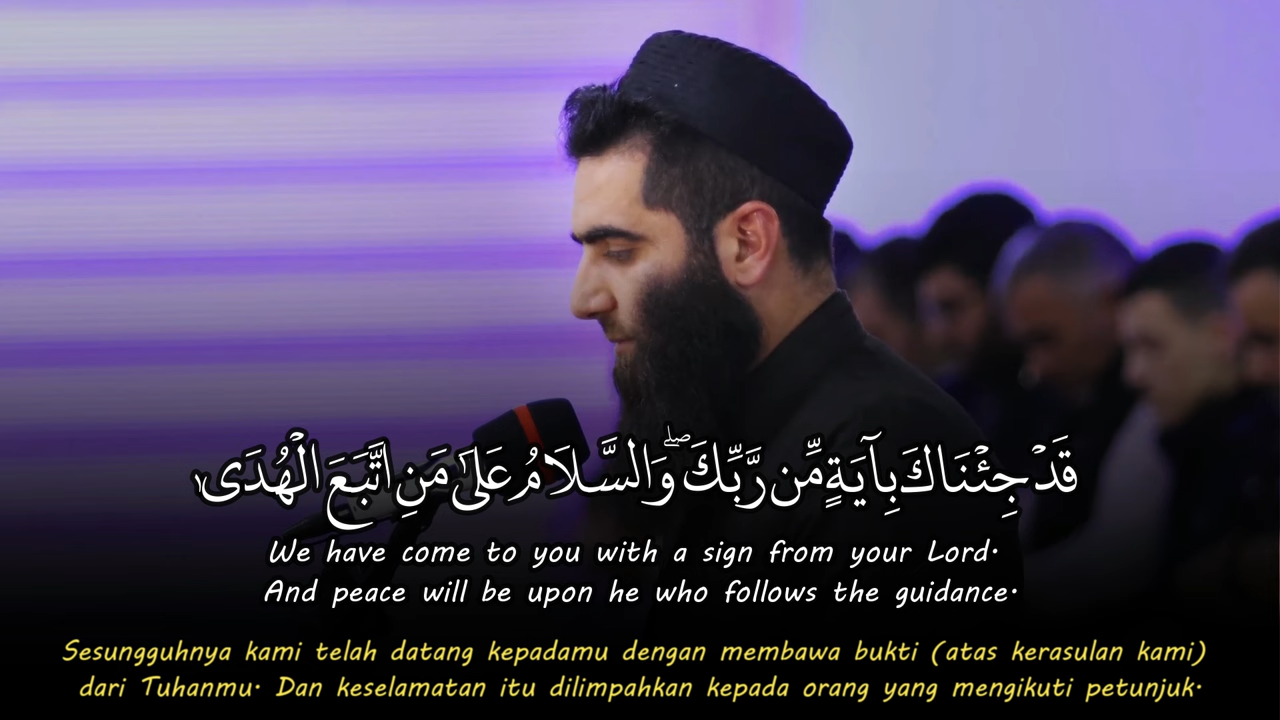 قَدْ جِئْنَاكَ بِآيَةٍ مِّن رَّبِّكَ ۖ وَالسَّلَامُ عَلَىٰ مَنِ اتَّبَعَ الْهُدَىٰ
We have come to you with a sign from your Lord.
And peace will be upon he who follows the guidance.
Sesungguhnya kami telah datang kepadamu dengan membawa bukti (atas kerasulan kami)
dari Tuhanmu. Dan keselamatan itu dilimpahkan kepada orang yang mengikuti petunjuk.